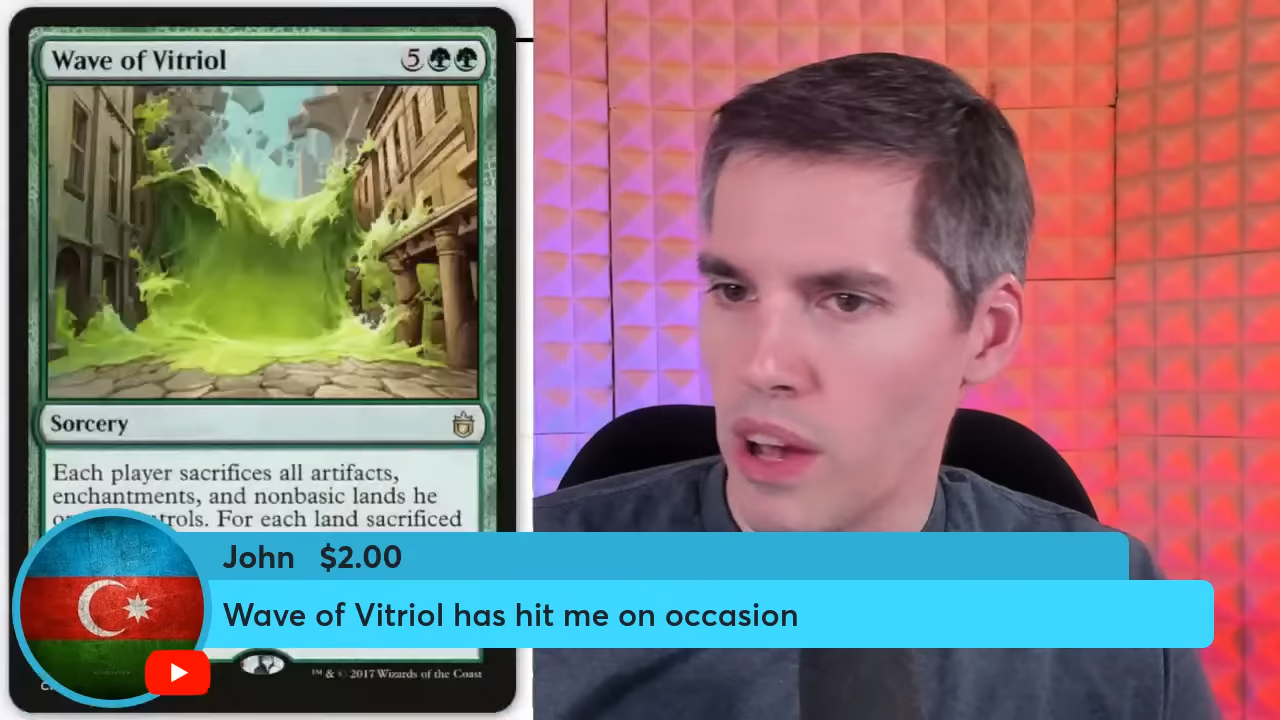 Wave of Vitriol 5
Sorcery
Each player sacrifices all artifacts,
enchantments, and nonbasic lands he
For each land sacrificed
John $2.00
Wave of Vitriol has hit me on occasion
™ & © 2017 Wizards of the Coast